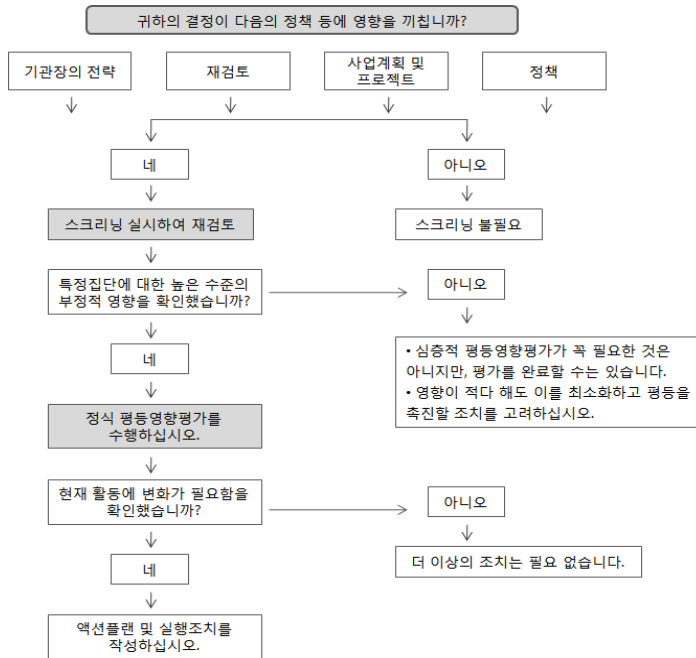 귀하의 결정이 다음의 정책 등에 영향을 끼칩니까?
기관장의 전략
재검토
사업계획 및
프로젝트
정책
네
아니오
스크리닝 실시하여 재검토
스크리닝 불필요
특정집단에 대한 높은 수준의
부정적 영향을 확인했습니까?
아니오
네
• 심층적 평등영향평가가 꼭 필요한 것은
아니지만, 평가를 완료할 수는 있습니다.
• 영향이 적다 해도 이를 최소화하고 평등을
촉진할 조치를 고려하십시오.
정식 평등영향평가를
수행하십시오.
현재 활동에 변화가 필요함을
확인했습니까?
아니오
네
더 이상의 조치는 필요 없습니다.
액션플랜 및 실행조치를
작성하십시오.